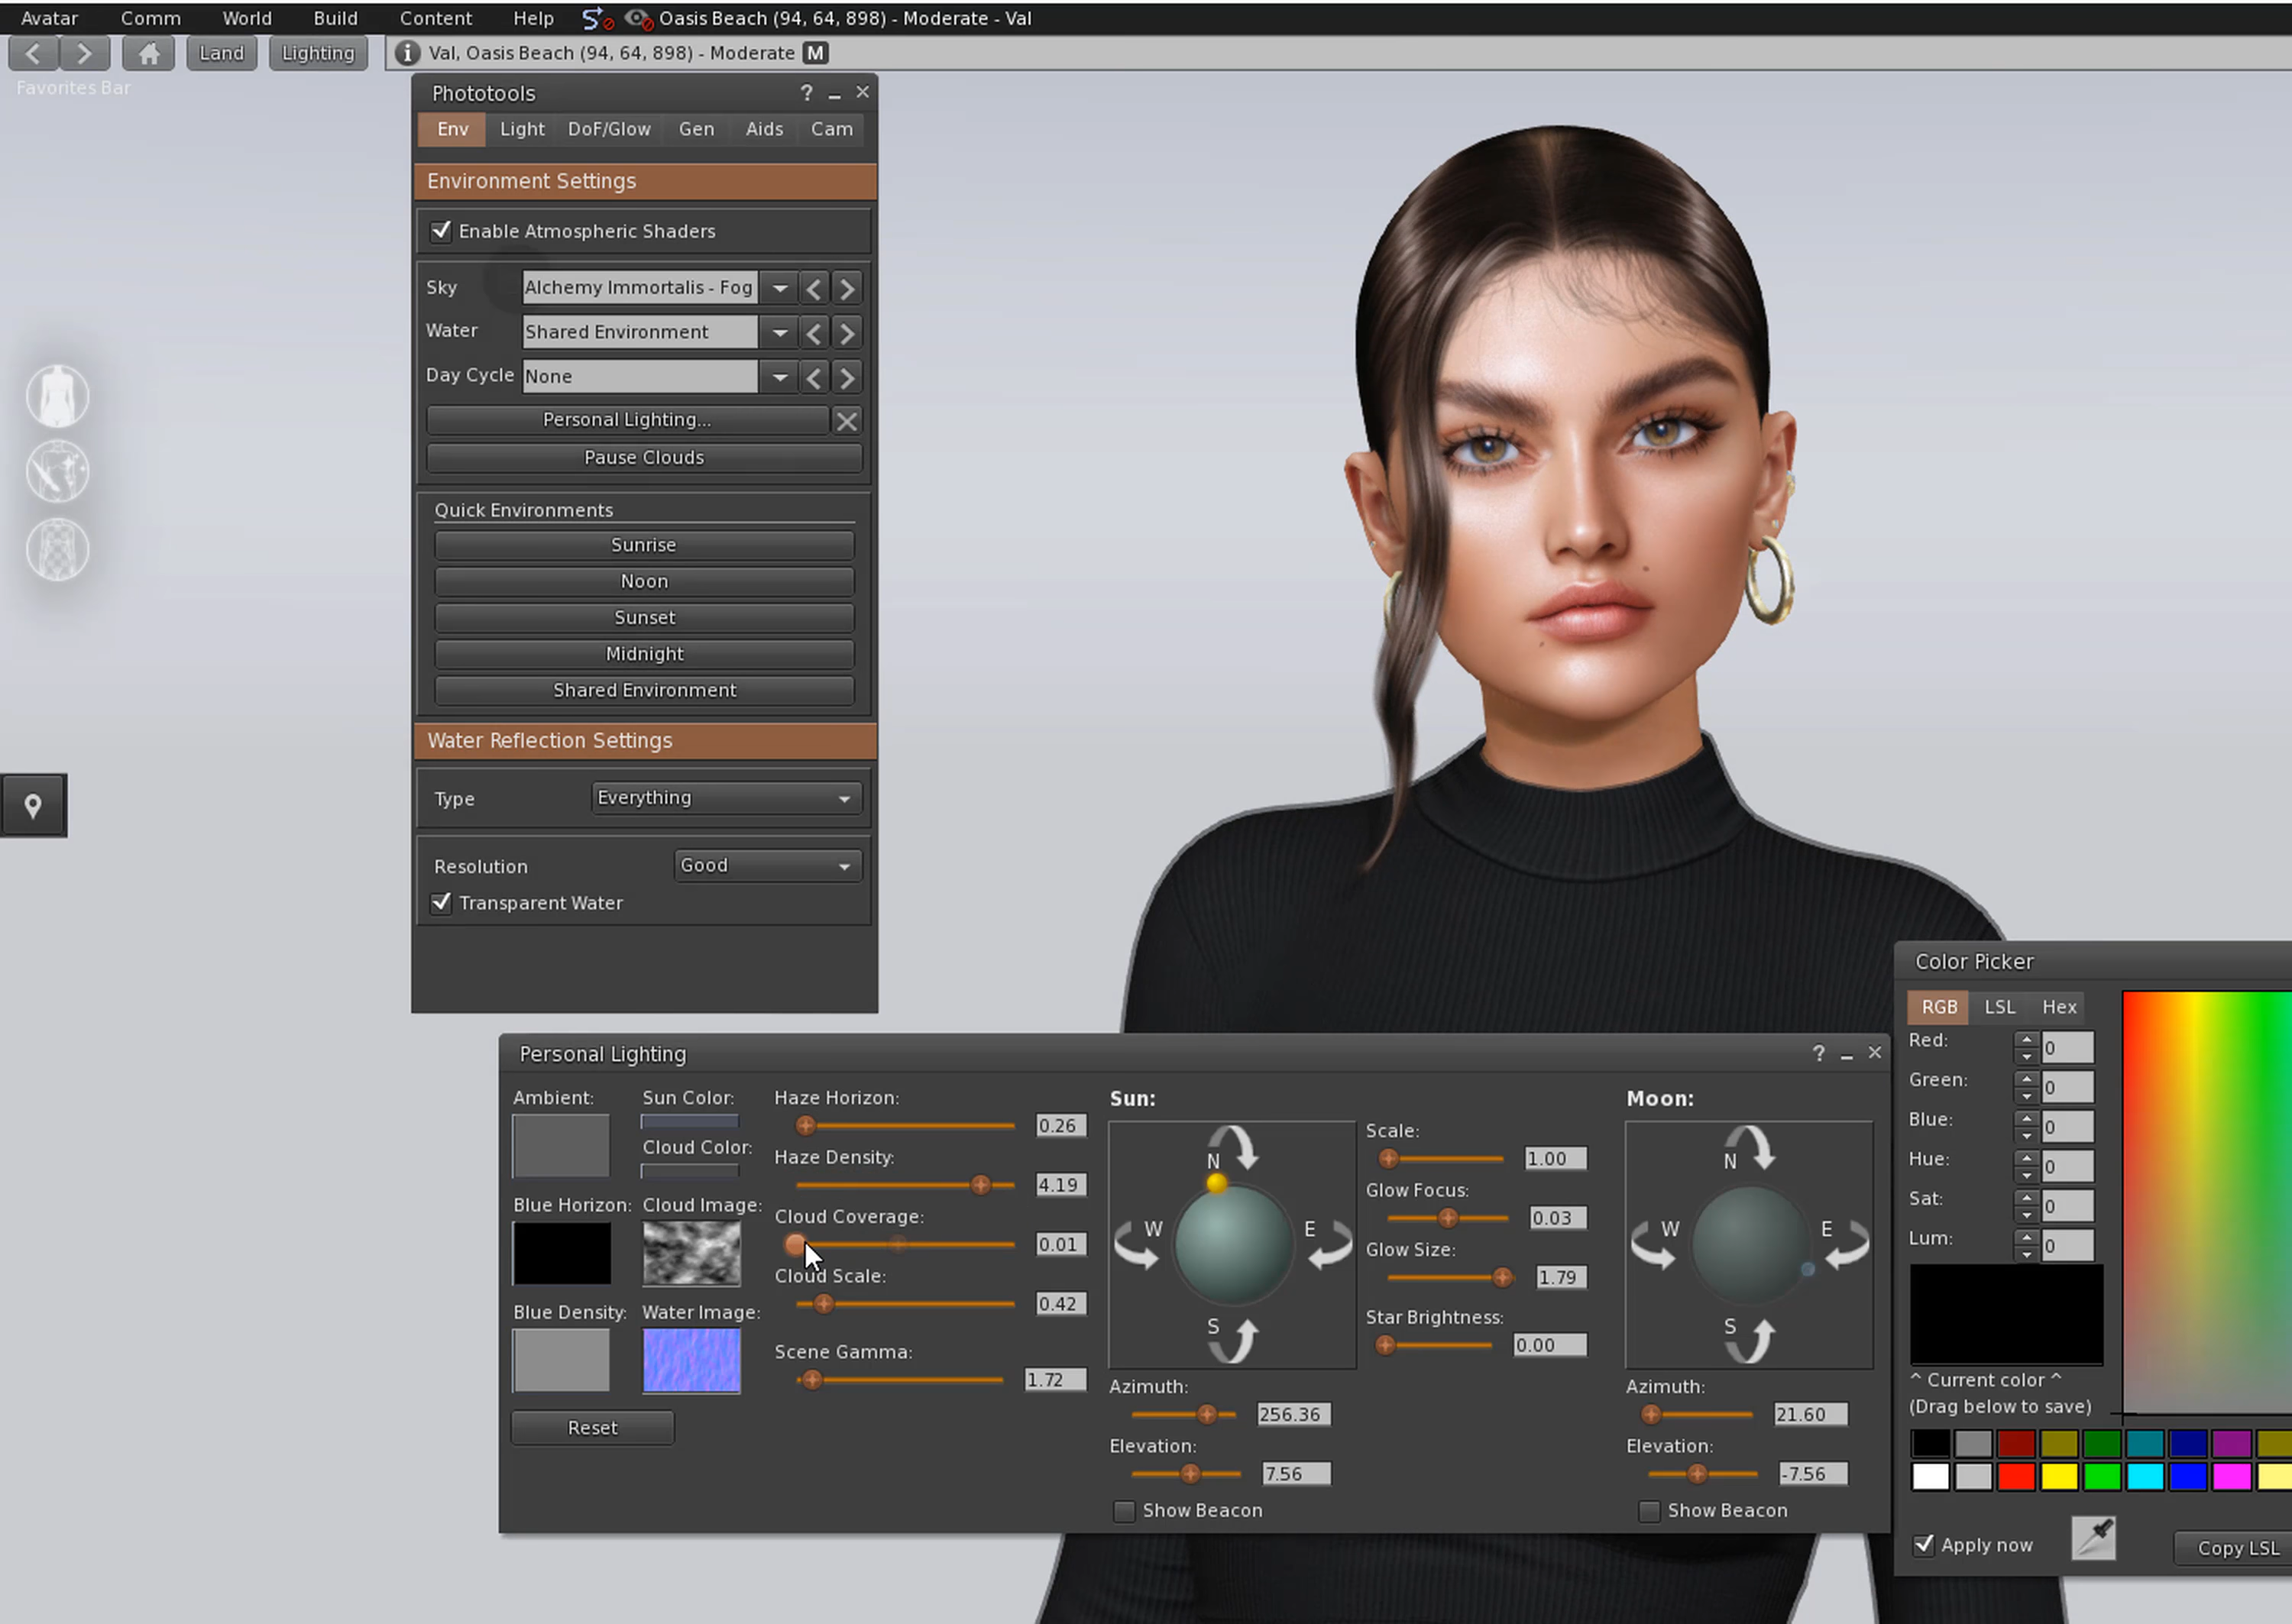 Avatar Comm World Build Content Help Oasis Beach (94, 64, 898) - Moderate - Val
Land Lighting Val, Oasis Beach (94, 64, 898) - Moderate M
Favorites Bar
Phototools ?
Env Light DoF/Glow Gen Aids Cam
Environment Settings
Enable Atmospheric Shaders
Sky Alchemy Immortalis - Fog
Water Shared Environment
Day Cycle None
Personal Lighting...
Pause Clouds
Quick Environments
Sunrise
Noon
Sunset
Midnight
Shared Environment
Water Reflection Settings
Type Everything
Resolution Good
Transparent Water
Personal Lighting ?
Ambient:
Sun Color:
Cloud Color:
Blue Horizon:
Cloud Image:
Blue Density:
Water Image:
Reset
Haze Horizon:
0.26
Haze Density:
4.19
Cloud Coverage:
0.01
Cloud Scale:
0.42
Scene Gamma:
1.72
Sun:
N
W E
S
Azimuth:
256.36
Elevation:
7.56
Show Beacon
Scale:
1.00
Glow Focus:
0.03
Glow Size:
1.79
Star Brightness:
0.00
Moon:
N
W E
S
Azimuth:
21.60
Elevation:
-7.56
Show Beacon
Color Picker
RGB LSL Hex
Red: 0
Green: 0
Blue: 0
Hue: 0
Sat: 0
Lum: 0
^ Current color ^
(Drag below to save)
Apply now
Copy LSL